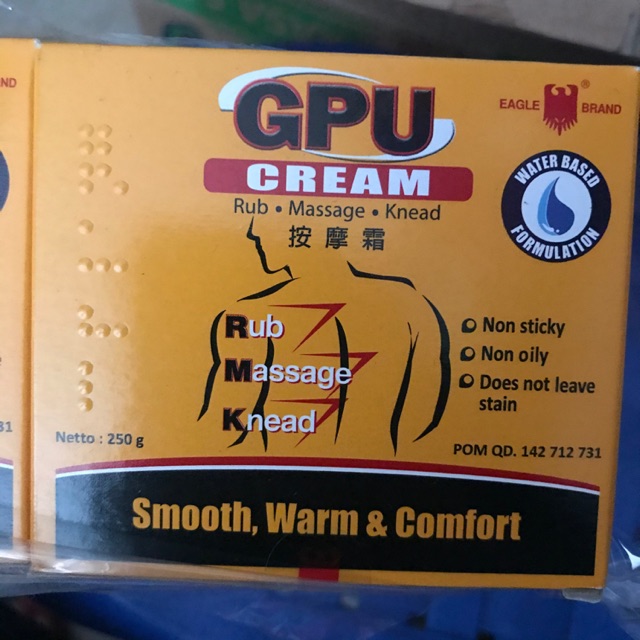 GPU
CREAM
Rub • Massage • Knead
按摩霜
EAGLE BRAND
®
WATER BASED
FORMULATION
Rub
Massage
Knead
Non sticky
Non oily
Does not leave
stain
Netto : 250 g
POM QD. 142 712 731
Smooth, Warm & Comfort
31